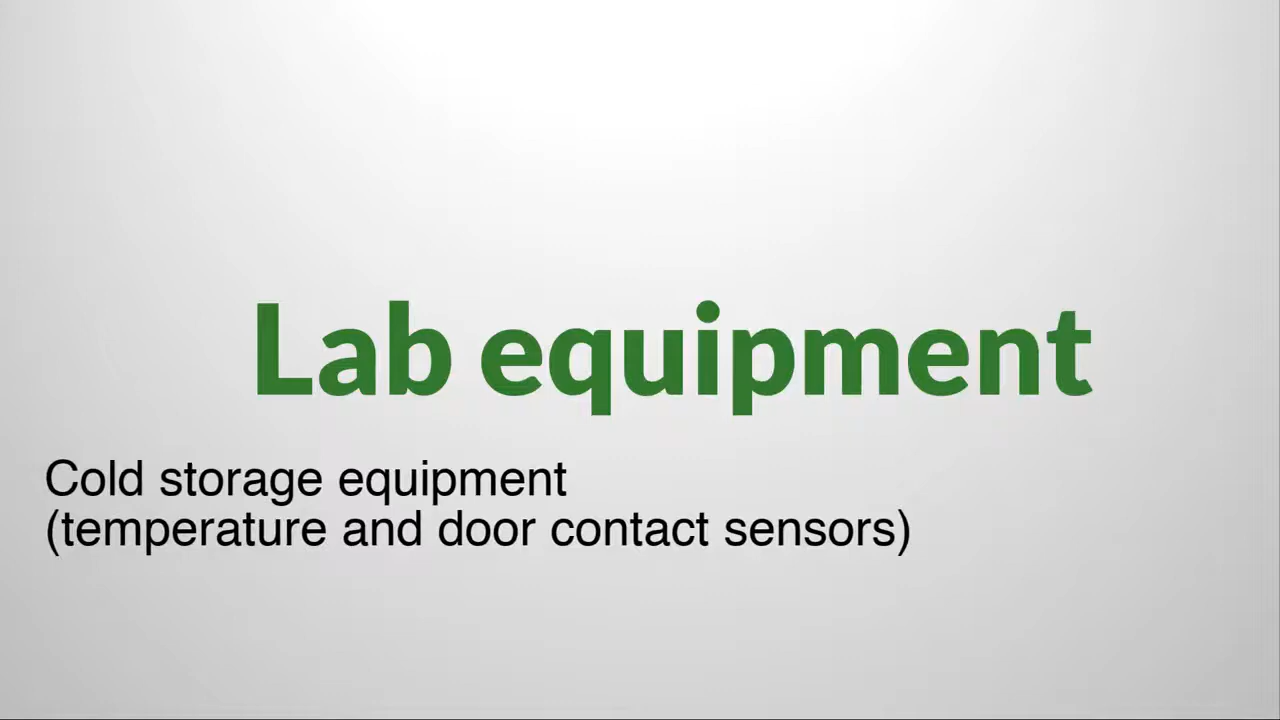 Lab equipment
Cold storage equipment
(temperature and door contact sensors)